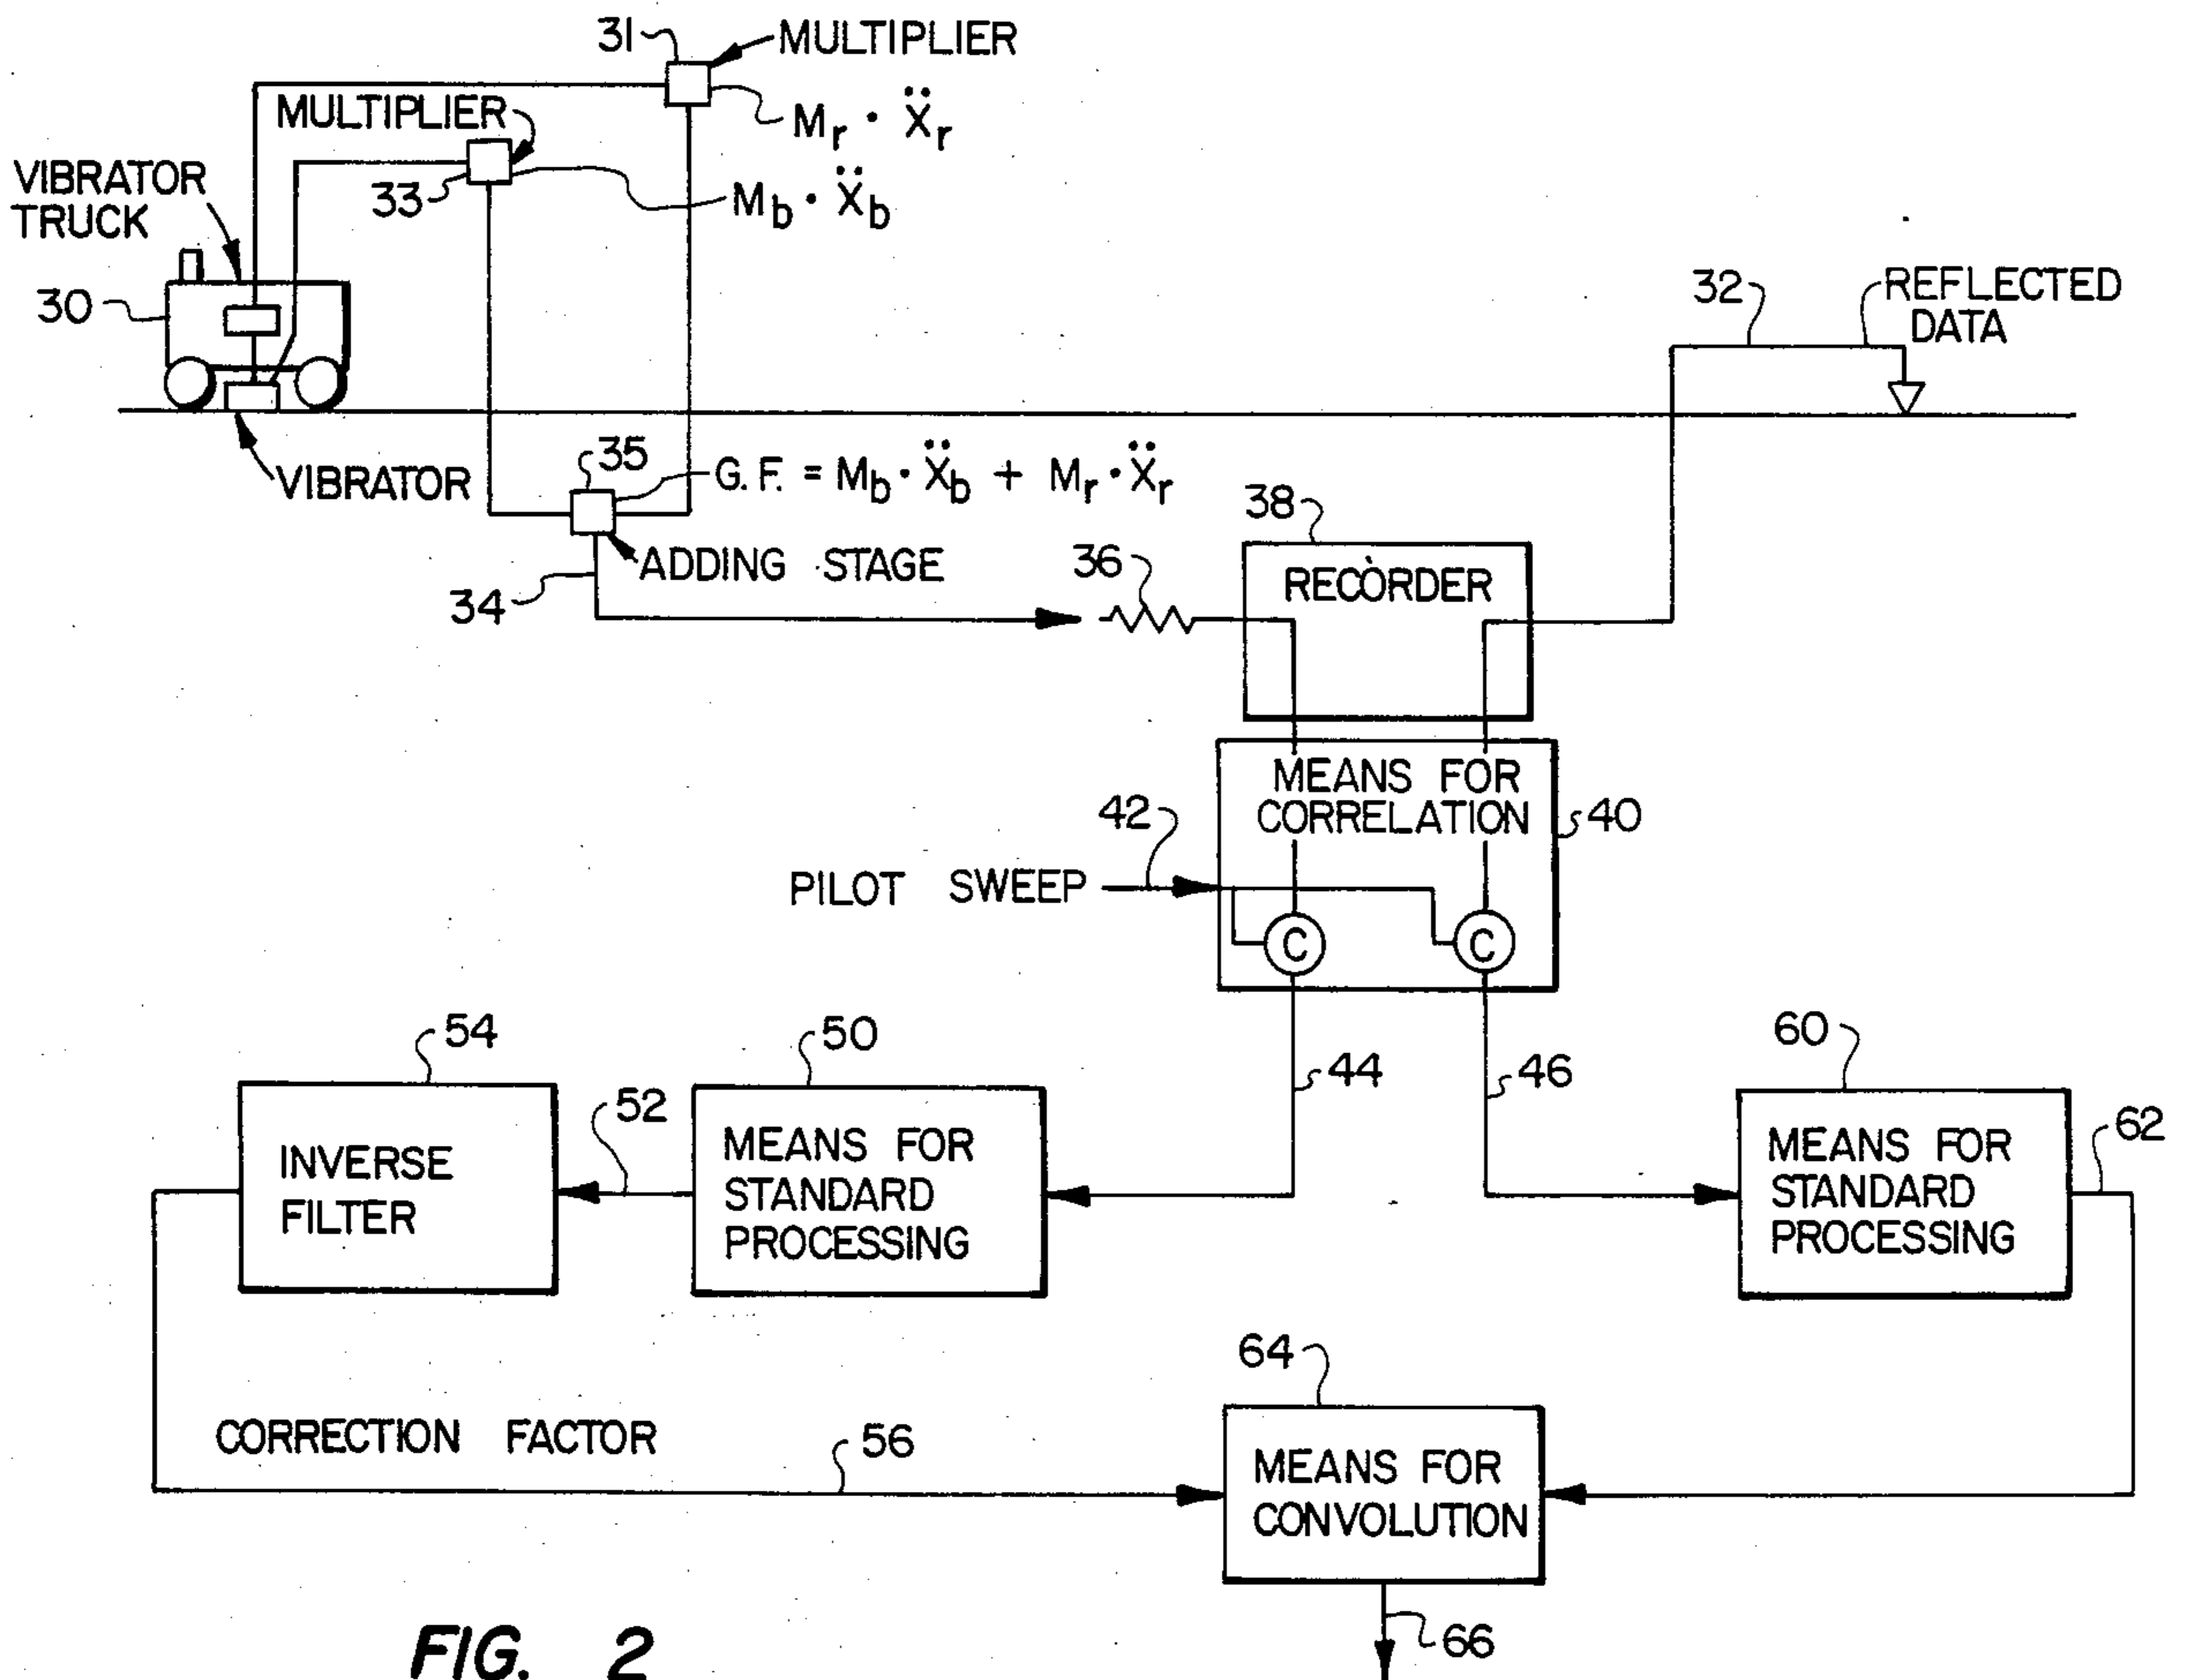 31
MULTIPLIER
MULTIPLIER
Mr · Ẍr
33
Mb · Ẍb
VIBRATOR
TRUCK
30
32
REFLECTED
DATA
VIBRATOR
35
G.F. = Mb · Ẍb + Mr · Ẍr
ADDING STAGE
34
36
38
RECORDER
MEANS FOR
CORRELATION
40
42
PILOT SWEEP
C
C
44
46
54
INVERSE
FILTER
52
50
MEANS FOR
STANDARD
PROCESSING
60
MEANS FOR
STANDARD
PROCESSING
62
CORRECTION FACTOR
56
64
MEANS FOR
CONVOLUTION
66
FIG. 2